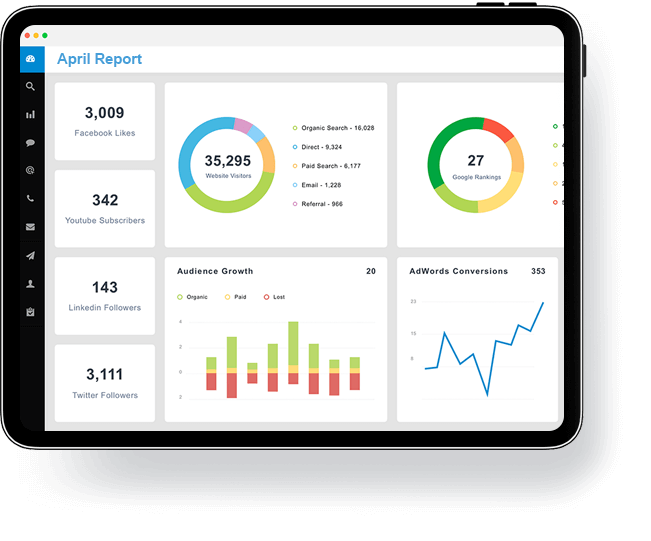 April Report
3,009
Facebook Likes
342
Youtube Subscribers
143
Linkedin Followers
3,111
Twitter Followers
35,295
Website Visitors
Organic Search - 16,028
Direct - 9,324
Paid Search - 6,177
Email - 1,228
Referral - 966
27
Google Rankings
Audience Growth 20
Organic Paid Lost
4
2
0
2
AdWords Conversions 353
23
15
8